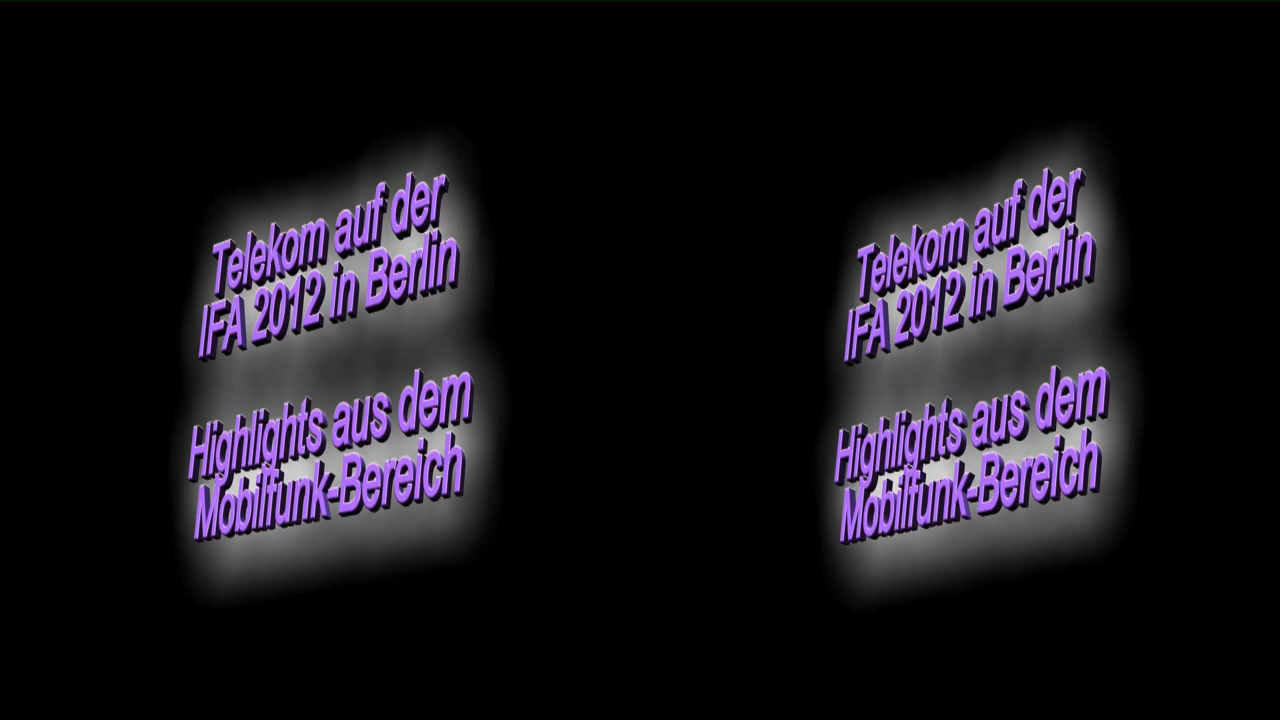 Telekom auf der
IFA 2012 in Berlin
Highlights aus dem
Mobilfunk-Bereich
Telekom auf der
IFA 2012 in Berlin
Highlights aus dem
Mobilfunk-Bereich